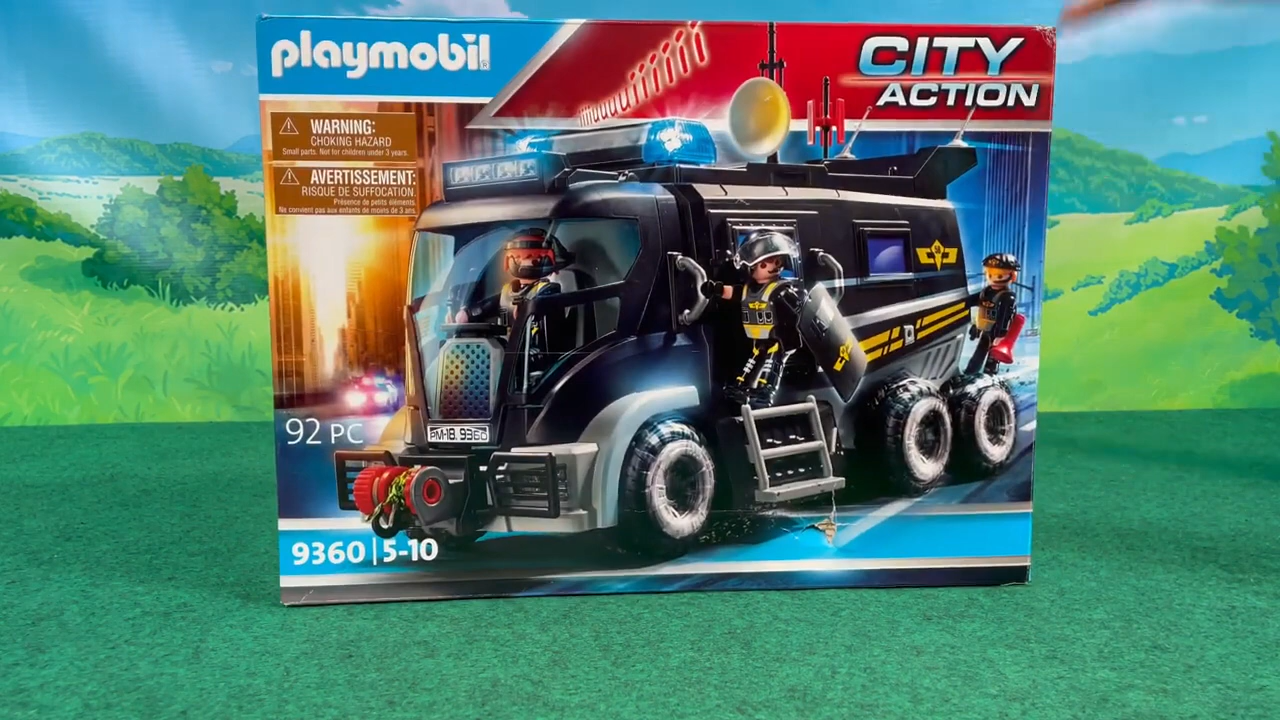 playmobil
CITY
ACTION
WARNING:
CHOKING HAZARD
Small parts. Not for children under 3 years.
AVERTISSEMENT:
RISQUE DE SUFFOCATION.
Présence de petits éléments.
Ne convient pas aux enfants de moins de 3 ans.
92 PC
PM-18.9360
9360 | 5-10